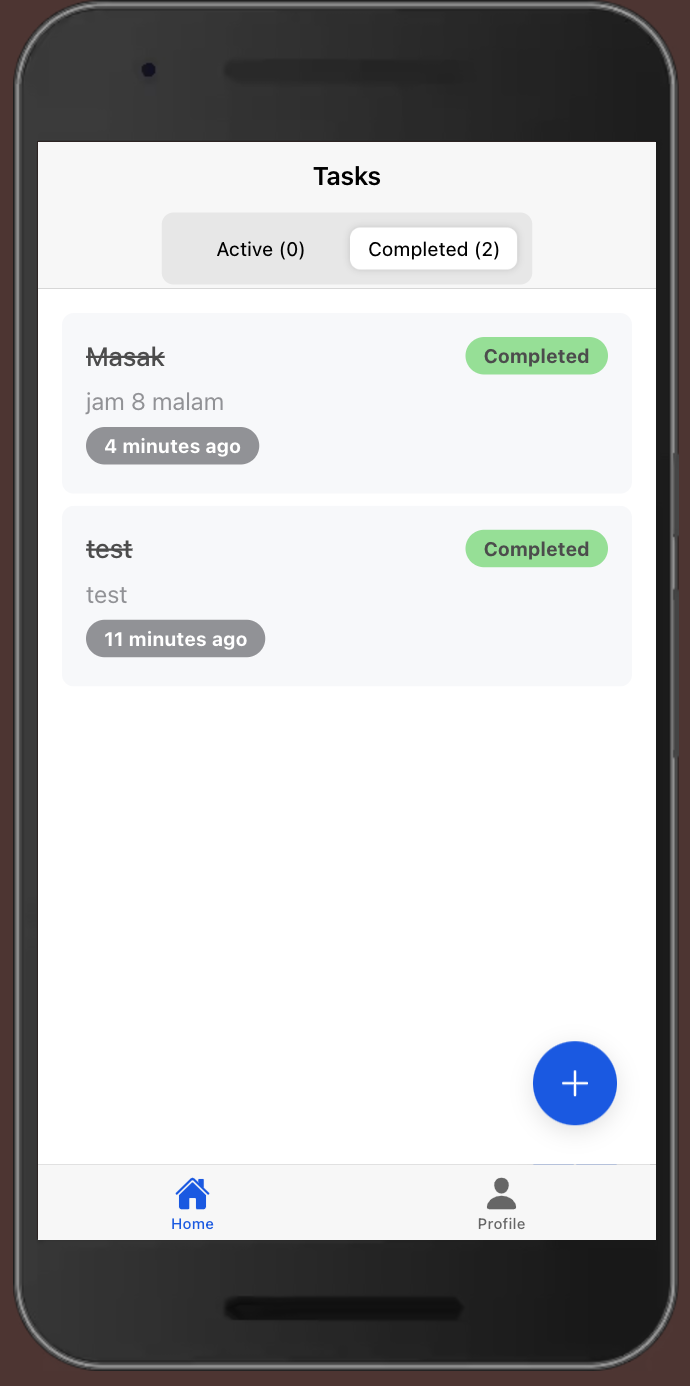 Tasks
Active (0)
Completed (2)
Masak
Completed
jam 8 malam
4 minutes ago
test
Completed
test
11 minutes ago
Home
Profile